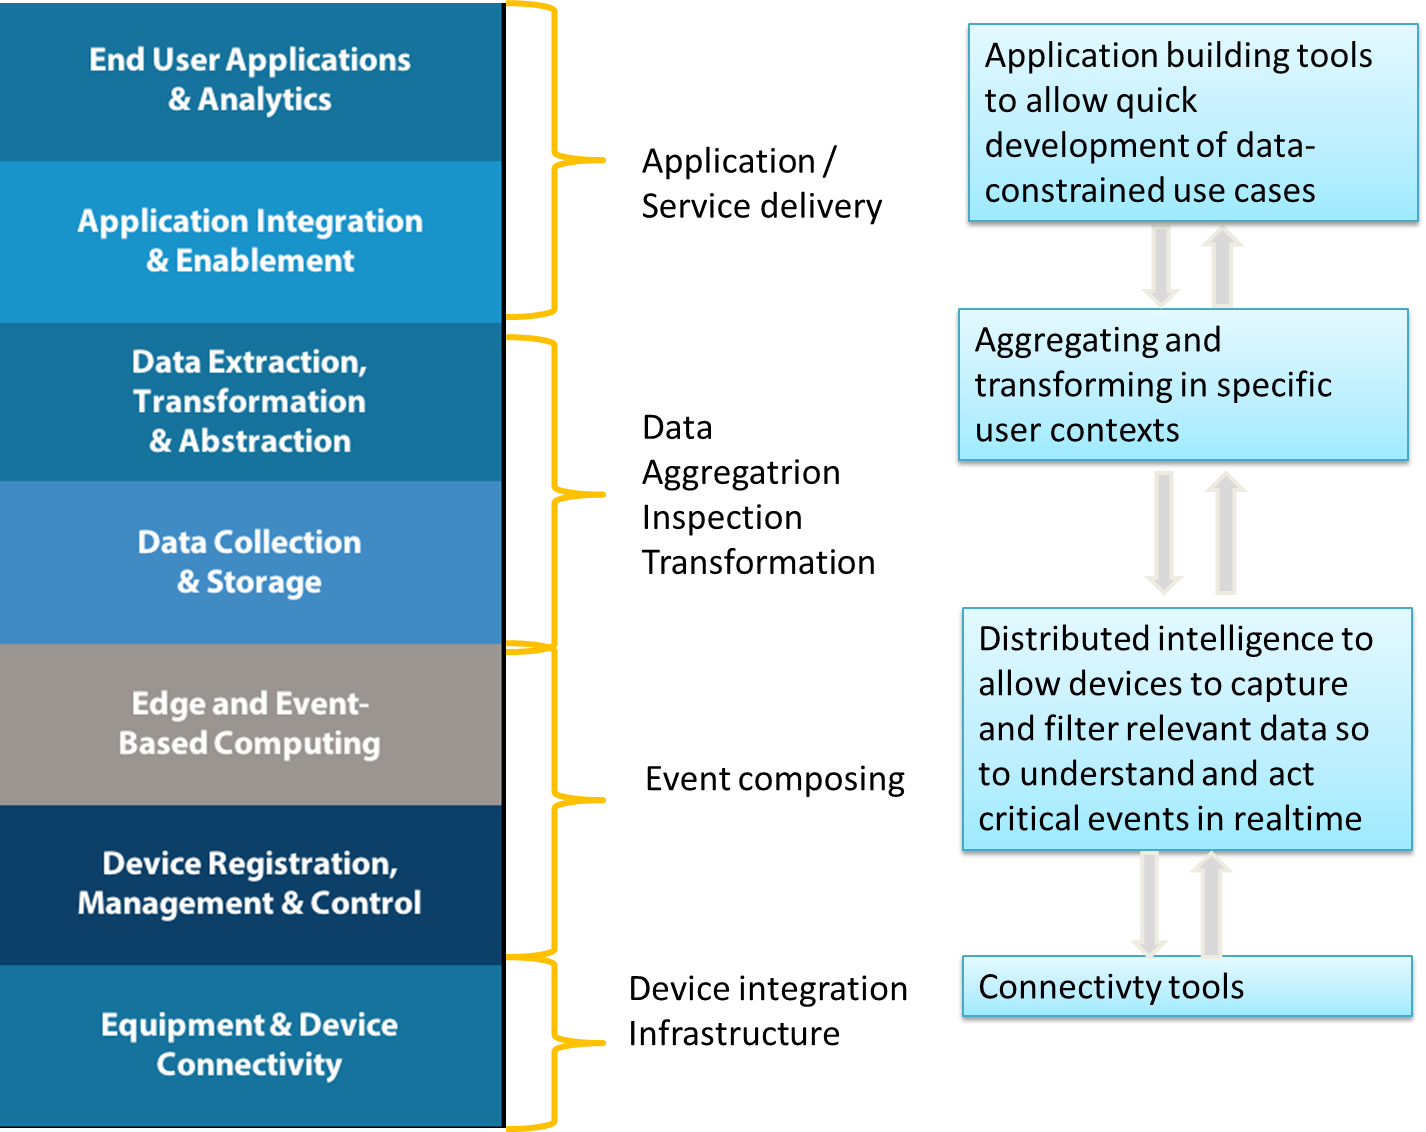 End User Applications
& Analytics
Application Integration
& Enablement
Data Extraction,
Transformation
& Abstraction
Data Collection
& Storage
Edge and Event-
Based Computing
Device Registration,
Management & Control
Equipment & Device
Connectivity
Application /
Service delivery
Data
Aggregatrion
Inspection
Transformation
Event composing
Device integration
Infrastructure
Application building tools
to allow quick
development of data-
constrained use cases
Aggregating and
transforming in specific
user contexts
Distributed intelligence to
allow devices to capture
and filter relevant data so
to understand and act
critical events in realtime
Connectivty tools